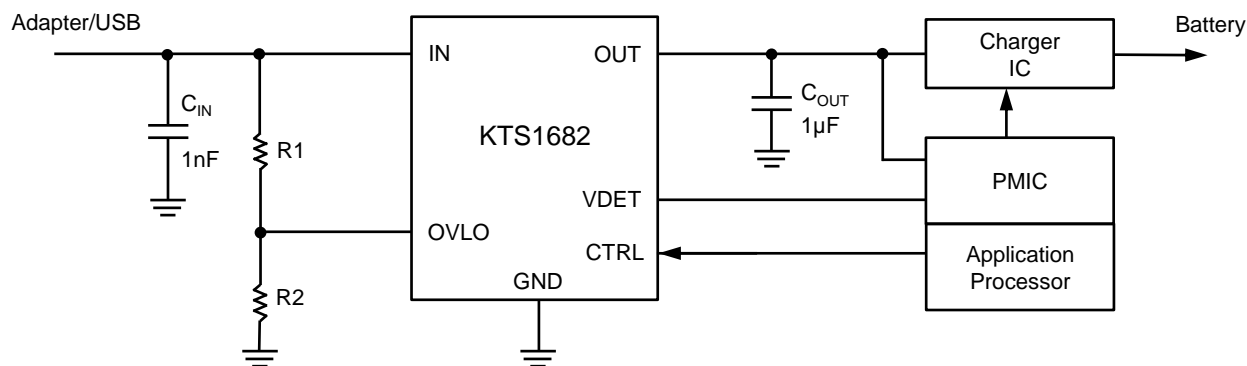 Adapter/USB
Battery
IN
OUT
Charger
IC
C_IN
1nF
R1
KTS1682
C_OUT
1µF
PMIC
VDET
OVLO
CTRL
Application
Processor
GND
R2